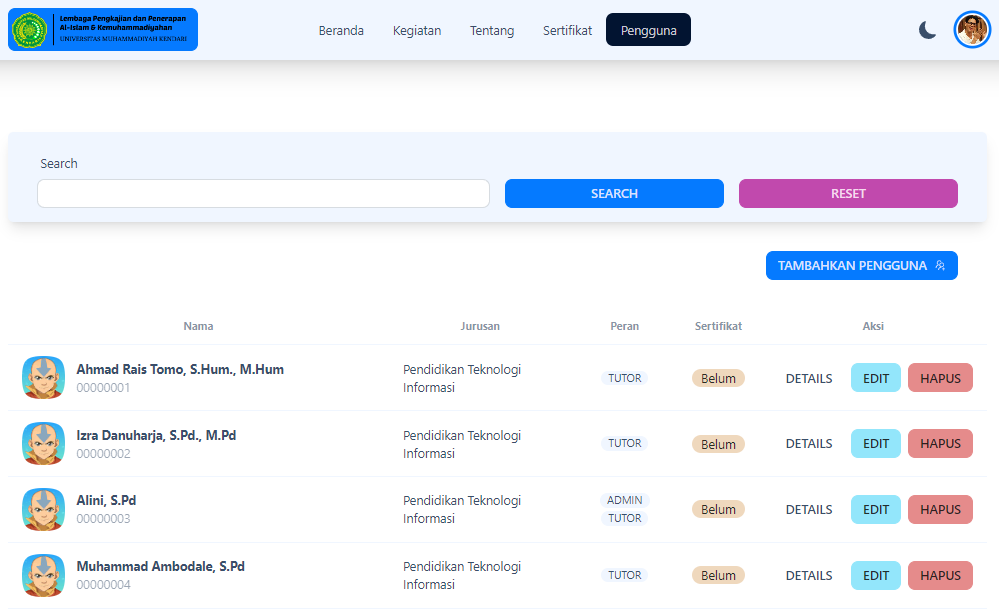 Lembaga Pengkajian dan Penerapan
Al-Islam & Kemuhammadiyahan
UNIVERSITAS MUHAMMADIYAH KENDARI
Beranda Kegiatan Tentang Sertifikat Pengguna
Search
SEARCH RESET
TAMBAHKAN PENGGUNA
Nama Jurusan Peran Sertifikat Aksi
Ahmad Rais Tomo, S.Hum., M.Hum
00000001
Pendidikan Teknologi
Informasi
TUTOR Belum DETAILS EDIT HAPUS
Izra Danuharja, S.Pd., M.Pd
00000002
Pendidikan Teknologi
Informasi
TUTOR Belum DETAILS EDIT HAPUS
Alini, S.Pd
00000003
Pendidikan Teknologi
Informasi
ADMIN
TUTOR
Belum DETAILS EDIT HAPUS
Muhammad Ambodale, S.Pd
00000004
Pendidikan Teknologi
Informasi
TUTOR Belum DETAILS EDIT HAPUS